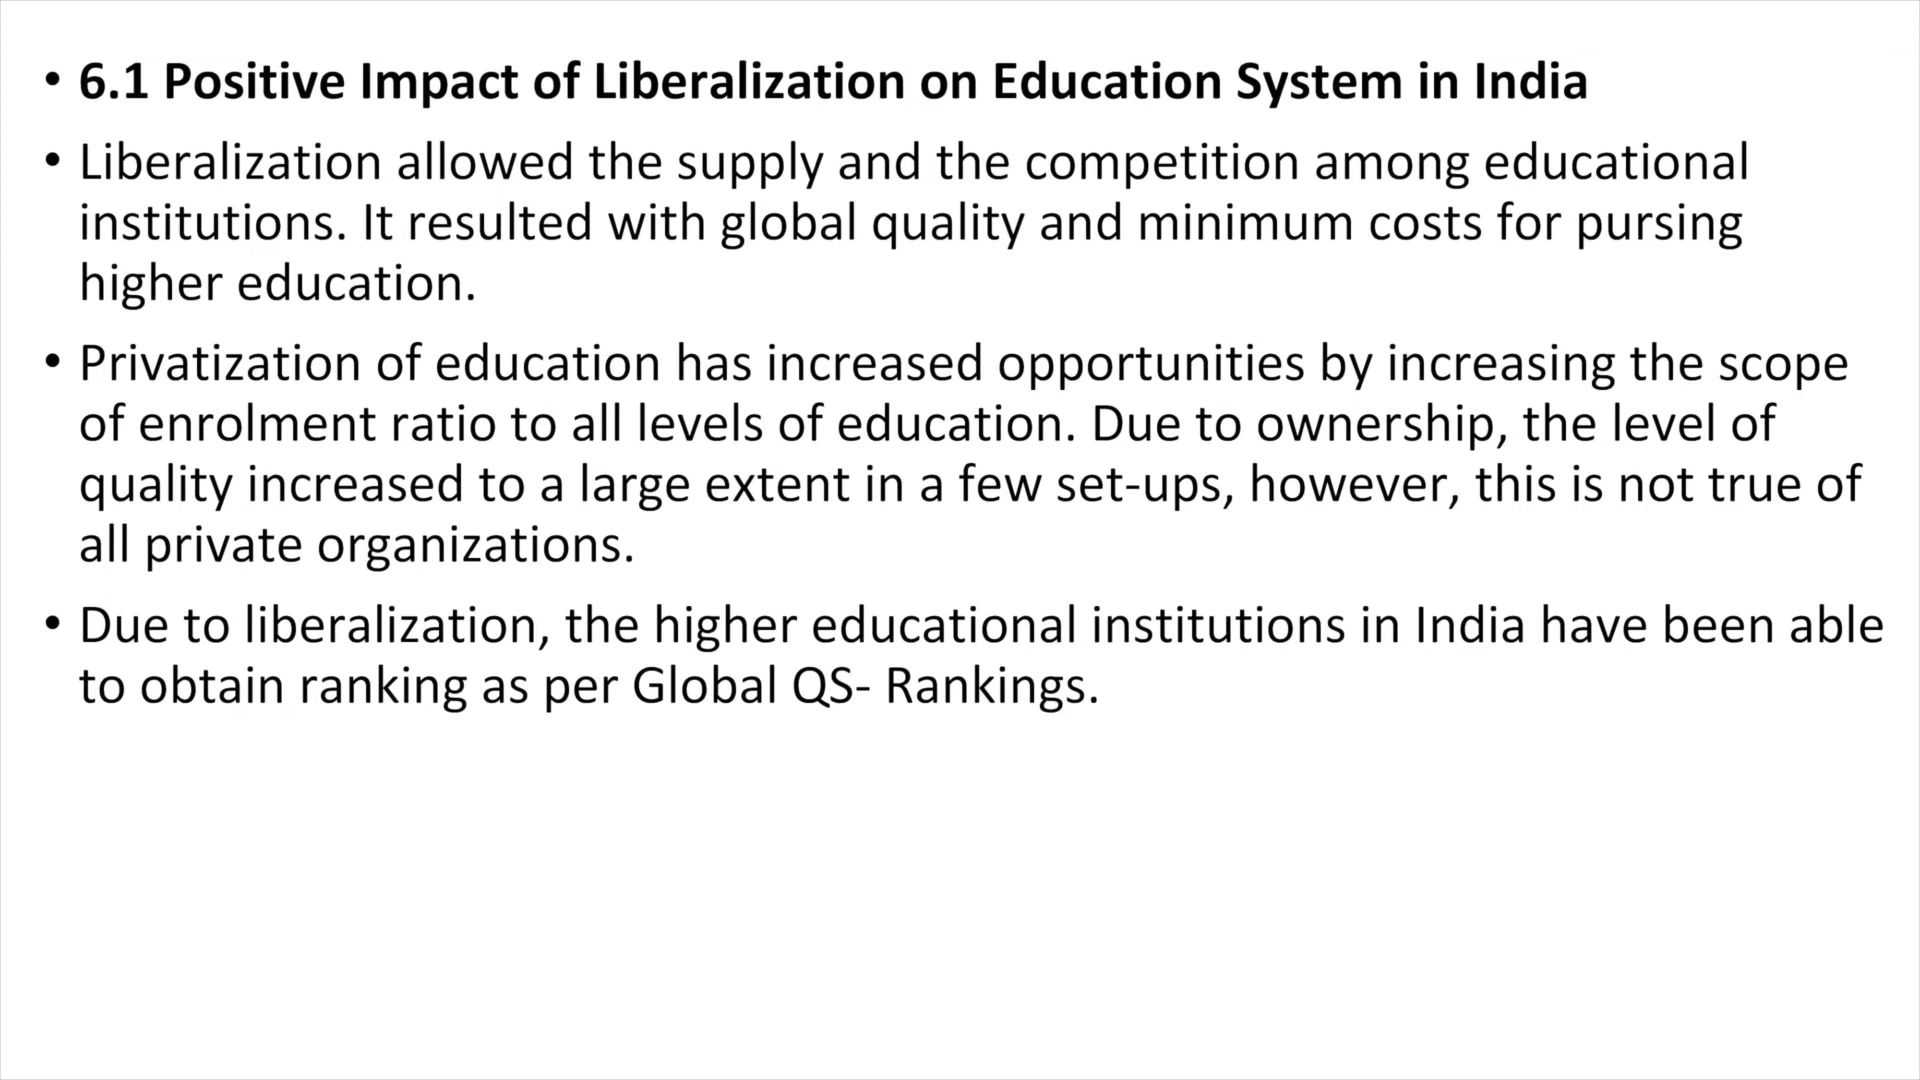 • 6.1 Positive Impact of Liberalization on Education System in India
• Liberalization allowed the supply and the competition among educational
institutions. It resulted with global quality and minimum costs for pursing
higher education.
• Privatization of education has increased opportunities by increasing the scope
of enrolment ratio to all levels of education. Due to ownership, the level of
quality increased to a large extent in a few set-ups, however, this is not true of
all private organizations.
• Due to liberalization, the higher educational institutions in India have been able
to obtain ranking as per Global QS- Rankings.